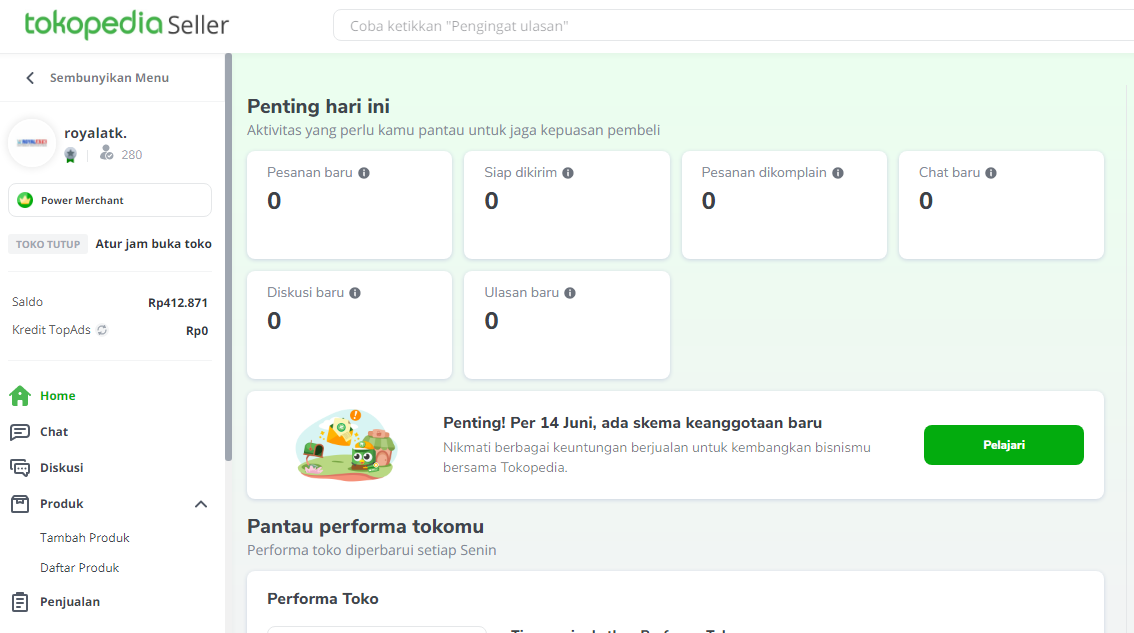 tokopedia Seller
Coba ketikkan "Pengingat ulasan"
Sembunyikan Menu
royalatk.
280
Power Merchant
TOKO TUTUP Atur jam buka toko
Saldo Rp412.871
Kredit TopAds Rp0
Home
Chat
Diskusi
Produk
Tambah Produk
Daftar Produk
Penjualan
Penting hari ini
Aktivitas yang perlu kamu pantau untuk jaga kepuasan pembeli
Pesanan baru
0
Siap dikirim
0
Pesanan dikomplain
0
Chat baru
0
Diskusi baru
0
Ulasan baru
0
Penting! Per 14 Juni, ada skema keanggotaan baru
Nikmati berbagai keuntungan berjualan untuk kembangkan bisnismu
bersama Tokopedia.
Pelajari
Pantau performa tokomu
Performa toko diperbarui setiap Senin
Performa Toko